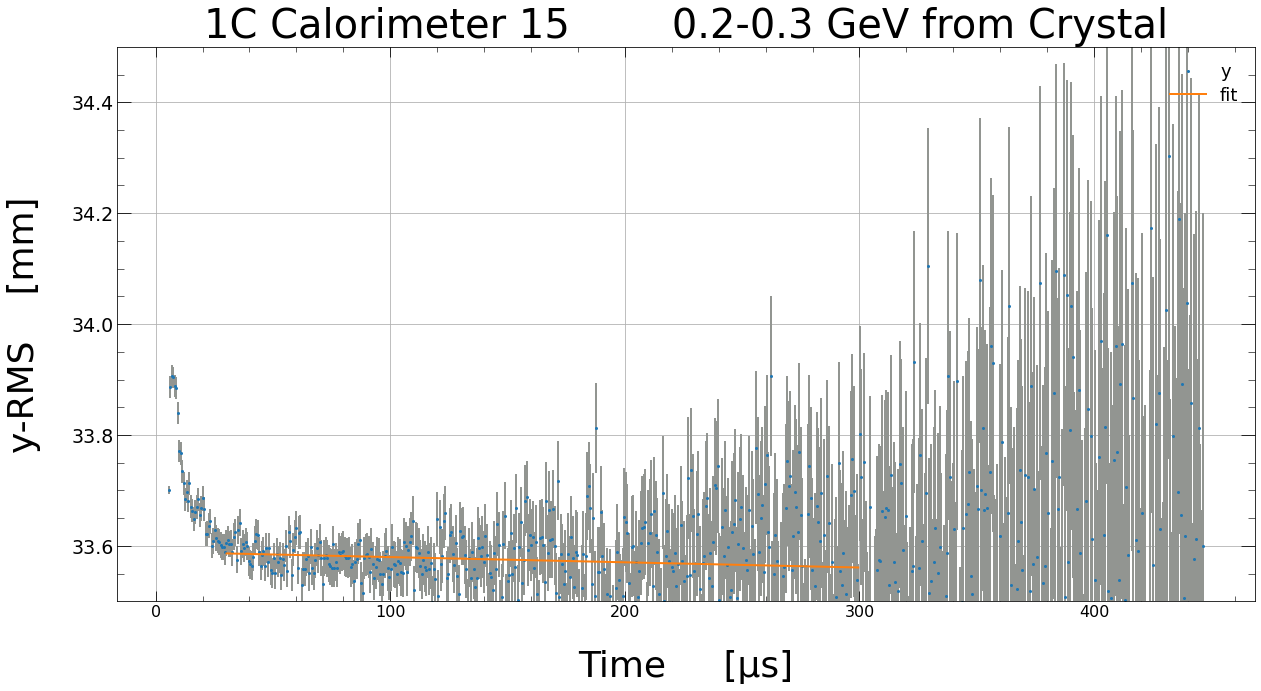 1C Calorimeter 15 0.2-0.3 GeV from Crystal
y
fit
34.4
34.2
34.0
33.8
33.6
y-RMS [mm]
0 100 200 300 400
Time [µs]